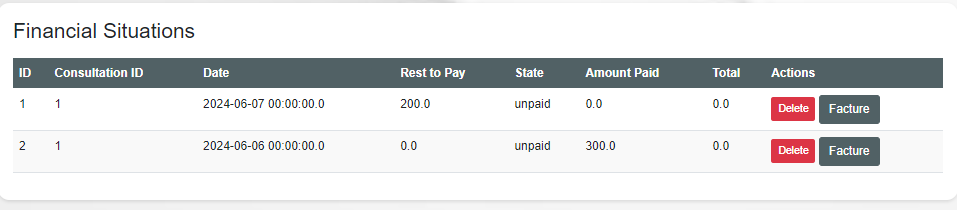 Financial Situations
ID Consultation ID Date Rest to Pay State Amount Paid Total Actions
1 1 2024-06-07 00:00:00.0 200.0 unpaid 0.0 0.0 Delete Facture
2 1 2024-06-06 00:00:00.0 0.0 unpaid 300.0 0.0 Delete Facture